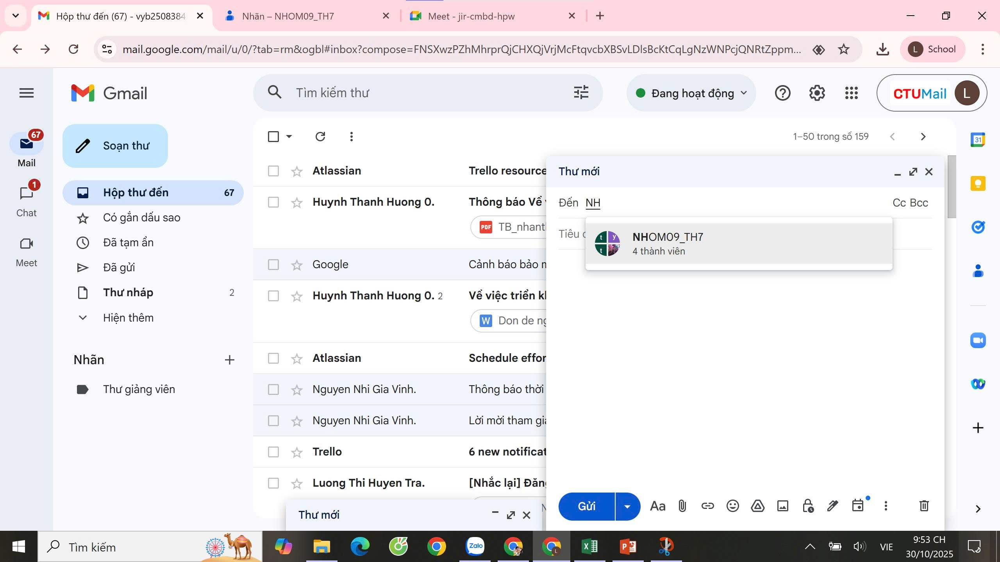 Hộp thư đến (67) - vyb2508384
Nhãn – NHOM09_TH7
Meet - jir-cmbd-hpw
mail.google.com/mail/u/0/?tab=rm&ogbl#inbox?compose=FNSXwzPZhMhrprQjCHXQjVrjMcFtqvcbXBSvLDlsBcKtCqLgNzWNPcjQNRtZppm...
L
School
Gmail
Tìm kiếm thư
Đang hoạt động
CTUMail
L
67
Mail
1
Chat
Meet
Soạn thư
Hộp thư đến 67
Có gắn dấu sao
Đã tạm ẩn
Đã gửi
Thư nháp 2
Hiện thêm
Nhãn
Thư giảng viên
1–50 trong số 159
Atlassian Trello resource
Huynh Thanh Huong 0. Thông báo Về
PDF TB_nhant
Google Cảnh báo bảo
Huynh Thanh Huong 0. 2 Về việc triển
W Don de
Atlassian Schedule effor
Nguyen Nhi Gia Vinh. Thông báo thời
Nguyen Nhi Gia Vinh. Lời mời tham gia
Trello 6 new notificat
Luong Thi Huyen Tra. [Nhắc lại] Đăng
Thư mới
Thư mới
Đến NH
Cc Bcc
Tiêu
t y t
NHOM09_TH7
4 thành viên
Gửi
Aa
31
Tìm kiếm
Zalo
L
VIE
9:53 CH
30/10/2025